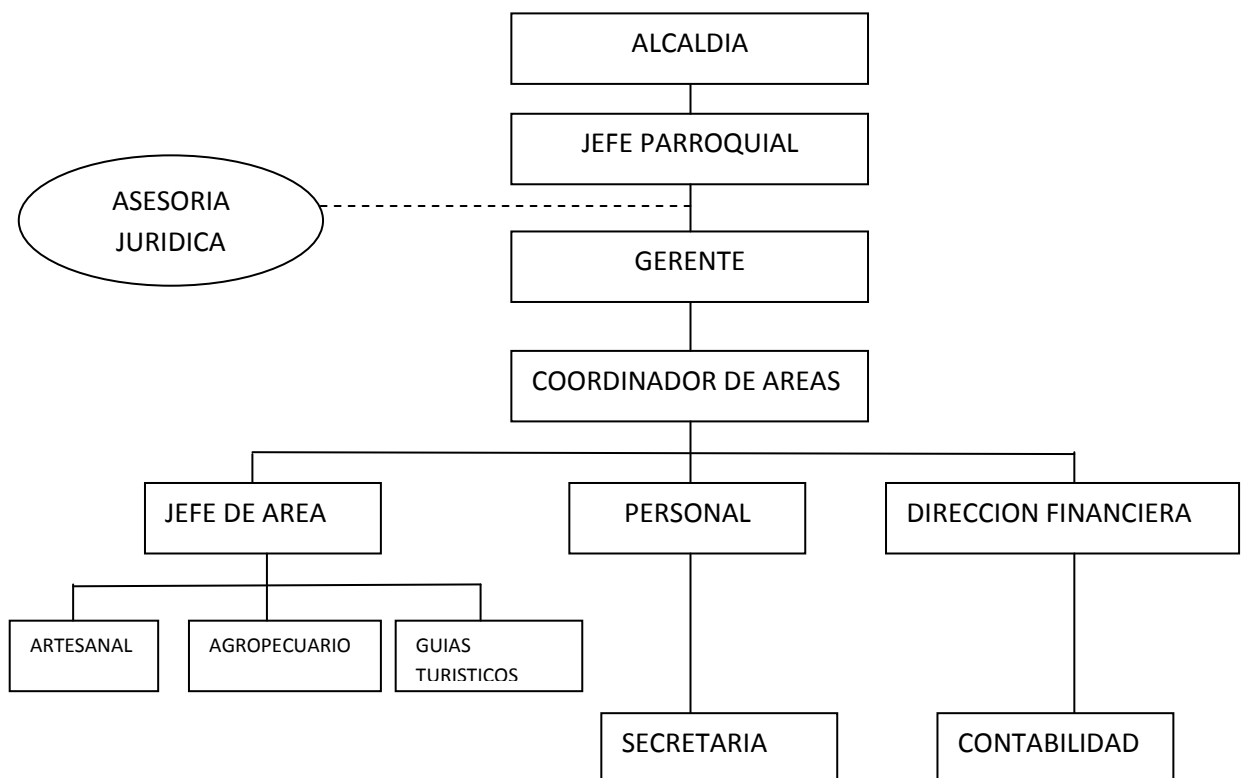 ALCALDIA
JEFE PARROQUIAL
ASESORIA
JURIDICA
GERENTE
COORDINADOR DE AREAS
JEFE DE AREA
PERSONAL
DIRECCION FINANCIERA
ARTESANAL
AGROPECUARIO
GUIAS
TURISTICOS
SECRETARIA
CONTABILIDAD